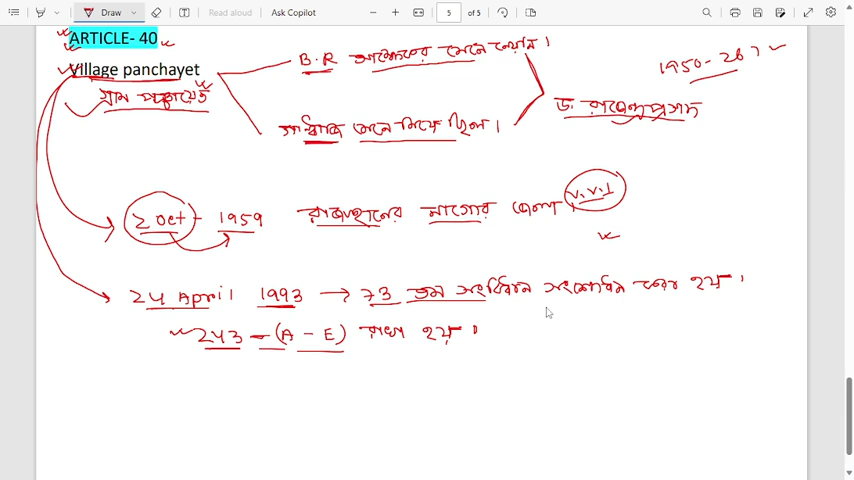 Draw
Read aloud
Ask Copilot
5 of 5
ARTICLE- 40
Village panchayet
গ্রাম পঞ্চায়েত
B.R আম্বেদকর মেনে নেয়নি।
1950-26
গান্ধীজি মেনে নিয়ে ছিল।
ড. রাজেন্দ্রপ্রসাদ
2 Oct - 1959 রাজস্থানের নাগোর জেলা। V.V.I
24 April 1993 → 73 তম সংবিধান সংশোধন করা হয়।
243 - (A - E) রাখা হয়।